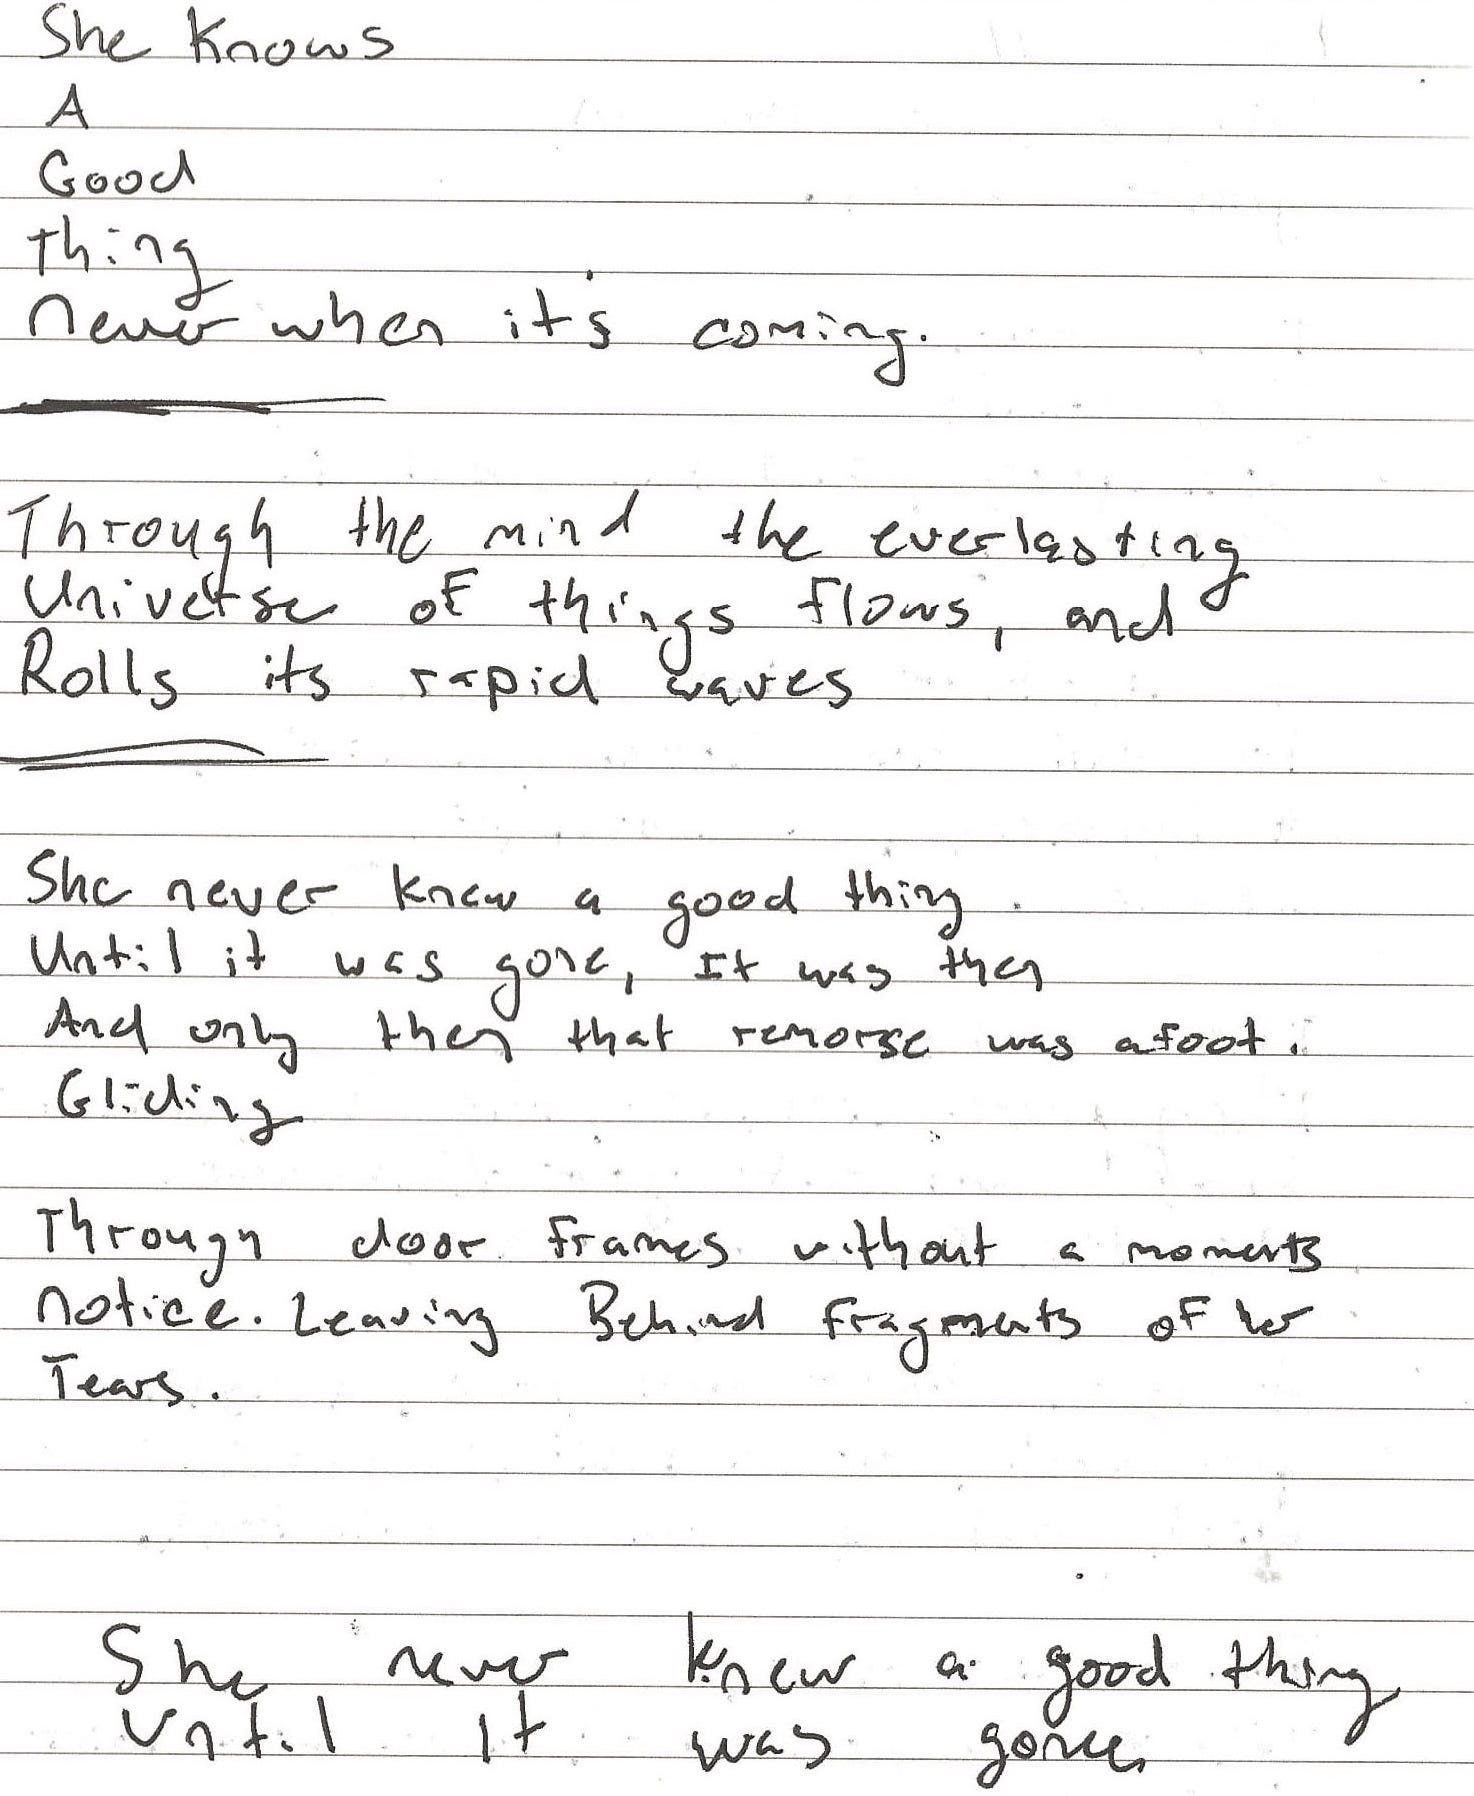 She Knows
A
Good
Thing
Never when it's coming.
Through the mind the everlasting
Universe of things flows, and
Rolls its rapid waves
She never knew a good thing.
Until it was gone, It was then
And only then that remorse was afoot.
Gliding
Through door frames without a moments
notice. Leaving Behind fragments of her
Tears.
She never knew a good thing
until it was gone